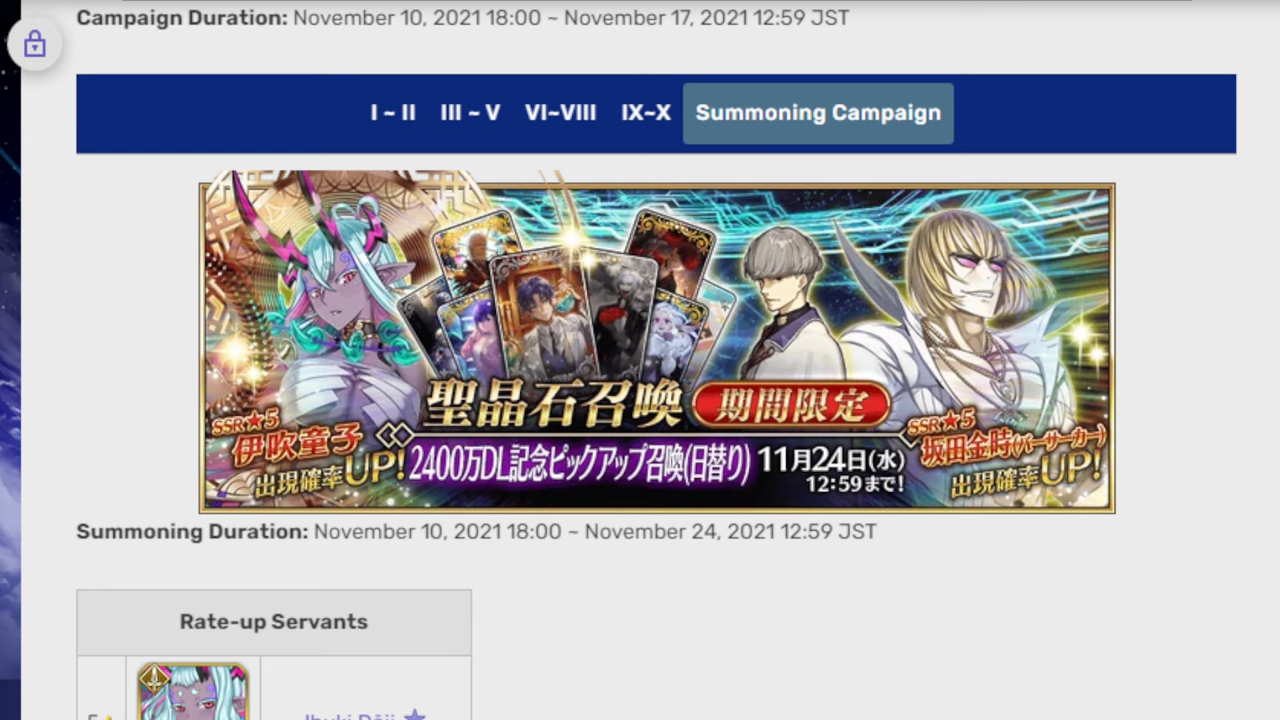 Campaign Duration: November 10, 2021 18:00 ~ November 17, 2021 12:59 JST
I ~ II III ~ V VI~VIII IX~X Summoning Campaign
聖晶石召喚 期間限定
SSR★5
伊吹童子
出現確率UP!
2400万DL記念ピックアップ召喚(日替り) 11月24日(水)
12:59まで!
SSR★5
坂田金時(バーサーカー)
出現確率UP!
Summoning Duration: November 10, 2021 18:00 ~ November 24, 2021 12:59 JST
Rate-up Servants
5 Ibuki Dōji